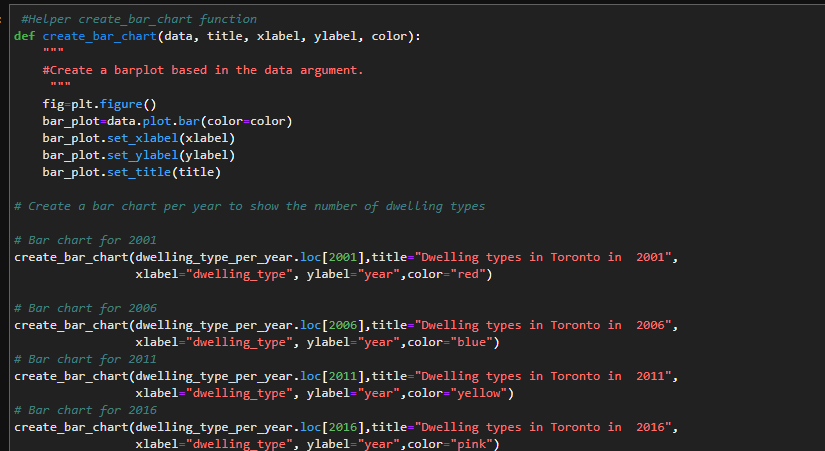 #Helper create_bar_chart function
def create_bar_chart(data, title, xlabel, ylabel, color):
    """
    #Create a barplot based in the data argument.
     """
    fig=plt.figure()
    bar_plot=data.plot.bar(color=color)
    bar_plot.set_xlabel(xlabel)
    bar_plot.set_ylabel(ylabel)
    bar_plot.set_title(title)
# Create a bar chart per year to show the number of dwelling types
# Bar chart for 2001
create_bar_chart(dwelling_type_per_year.loc[2001],title="Dwelling types in Toronto in  2001",
                 xlabel="dwelling_type", ylabel="year",color="red")
# Bar chart for 2006
create_bar_chart(dwelling_type_per_year.loc[2006],title="Dwelling types in Toronto in  2006",
                 xlabel="dwelling_type", ylabel="year",color="blue")
# Bar chart for 2011
create_bar_chart(dwelling_type_per_year.loc[2011],title="Dwelling types in Toronto in  2011",
                 xlabel="dwelling_type", ylabel="year",color="yellow")
# Bar chart for 2016
create_bar_chart(dwelling_type_per_year.loc[2016],title="Dwelling types in Toronto in  2016",
                 xlabel="dwelling_type", ylabel="year",color="pink")